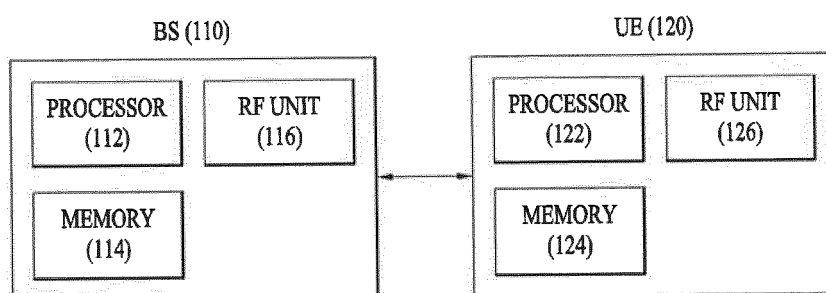 BS (110)
PROCESSOR
(112)
RF UNIT
(116)
MEMORY
(114)
UE (120)
PROCESSOR
(122)
RF UNIT
(126)
MEMORY
(124)